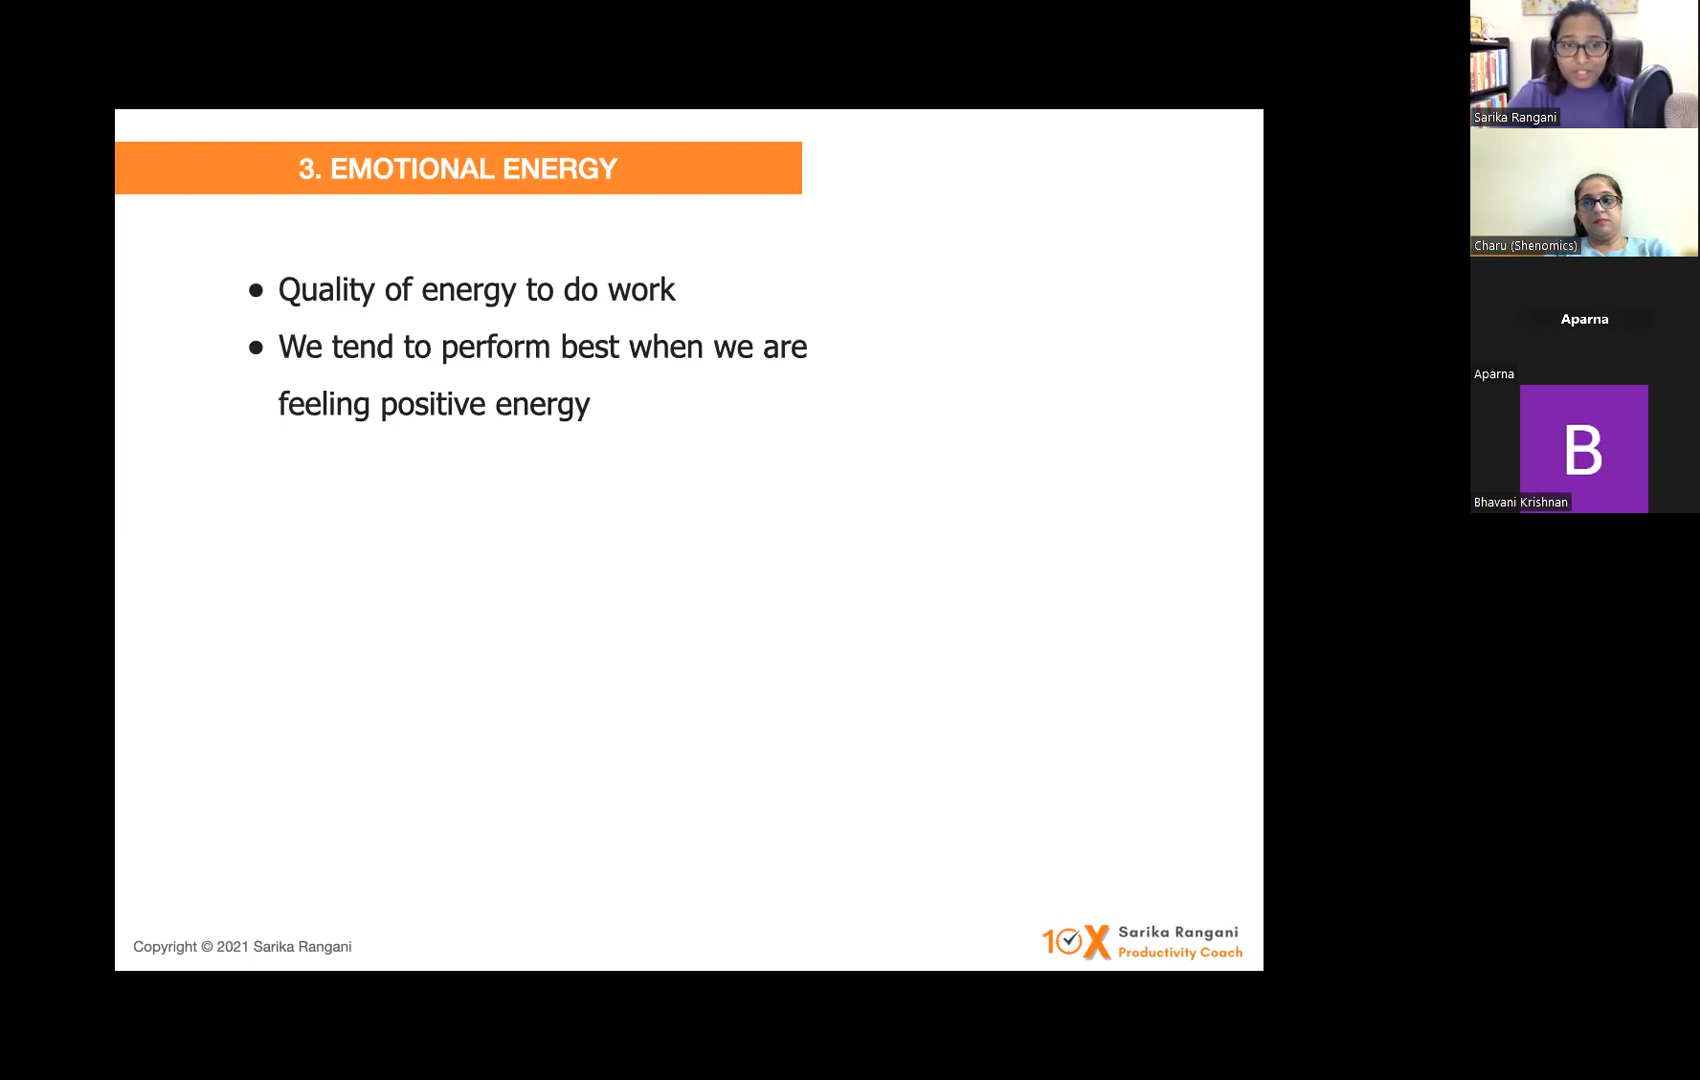 3. EMOTIONAL ENERGY
● Quality of energy to do work
● We tend to perform best when we are
feeling positive energy
Copyright © 2021 Sarika Rangani
10X Sarika Rangani
Productivity Coach
Sarika Rangani
Charu (Shenomics)
Aparna
Aparna
B
Bhavani Krishnan